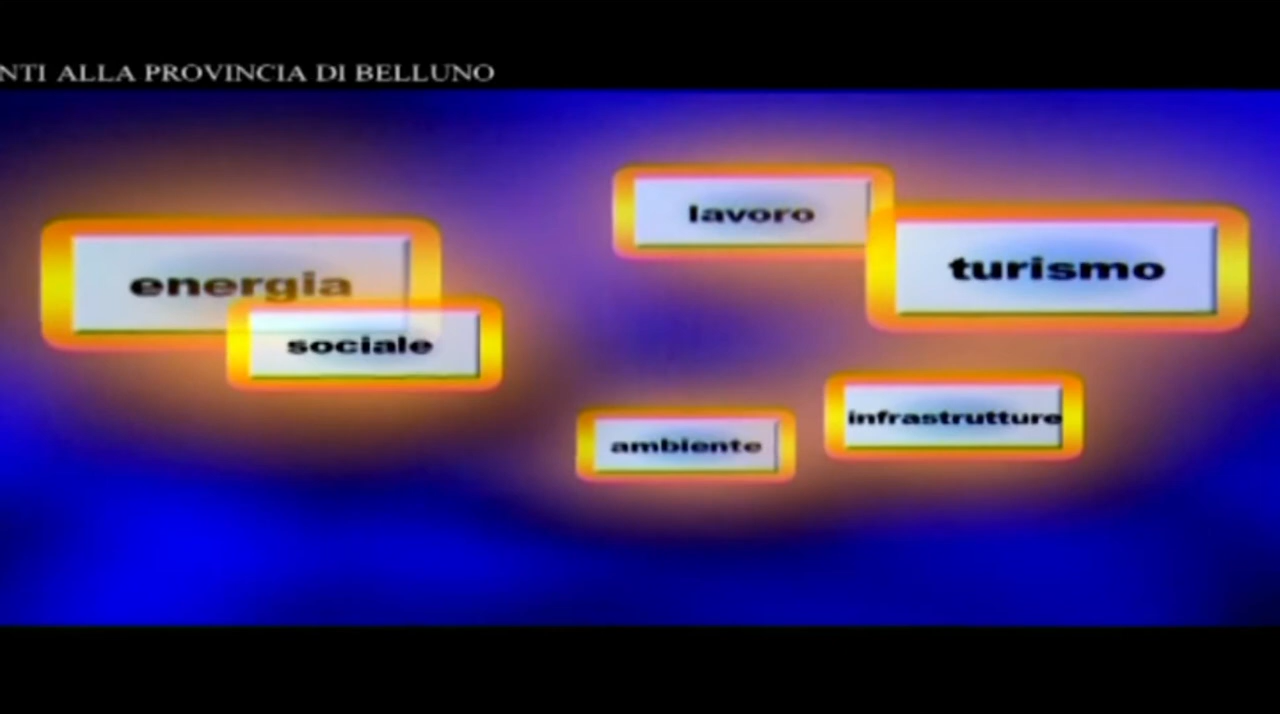 NTI ALLA PROVINCIA DI BELLUNO
lavoro
turismo
energia
sociale
infrastrutture
ambiente